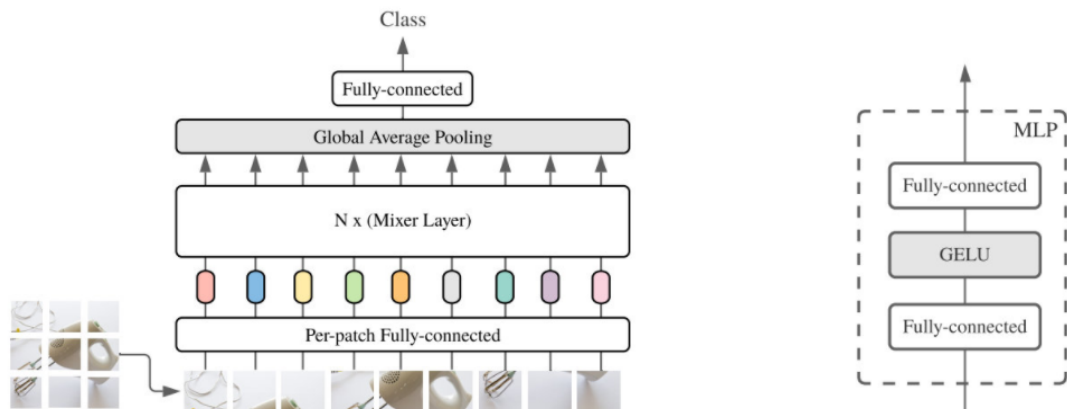 Class
Fully-connected
Global Average Pooling
N x (Mixer Layer)
Per-patch Fully-connected
MLP
Fully-connected
GELU
Fully-connected